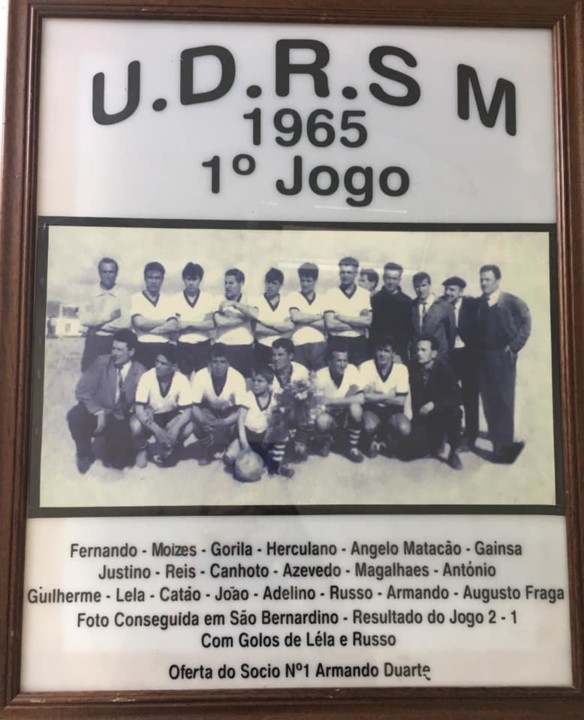 U.D.R.S M
1965
1º Jogo
Fernando - Moizes - Gorila - Herculano - Angelo Matacão - Gainsa
Justino - Reis - Canhoto - Azevedo - Magalhaes - António
Guilherme - Lela - Catão - João - Adelino - Russo - Armando - Augusto Fraga
Foto Conseguida em São Bernardino - Resultado do Jogo 2 - 1
Com Golos de Léla e Russo
Oferta do Socio Nº1 Armando Duarte